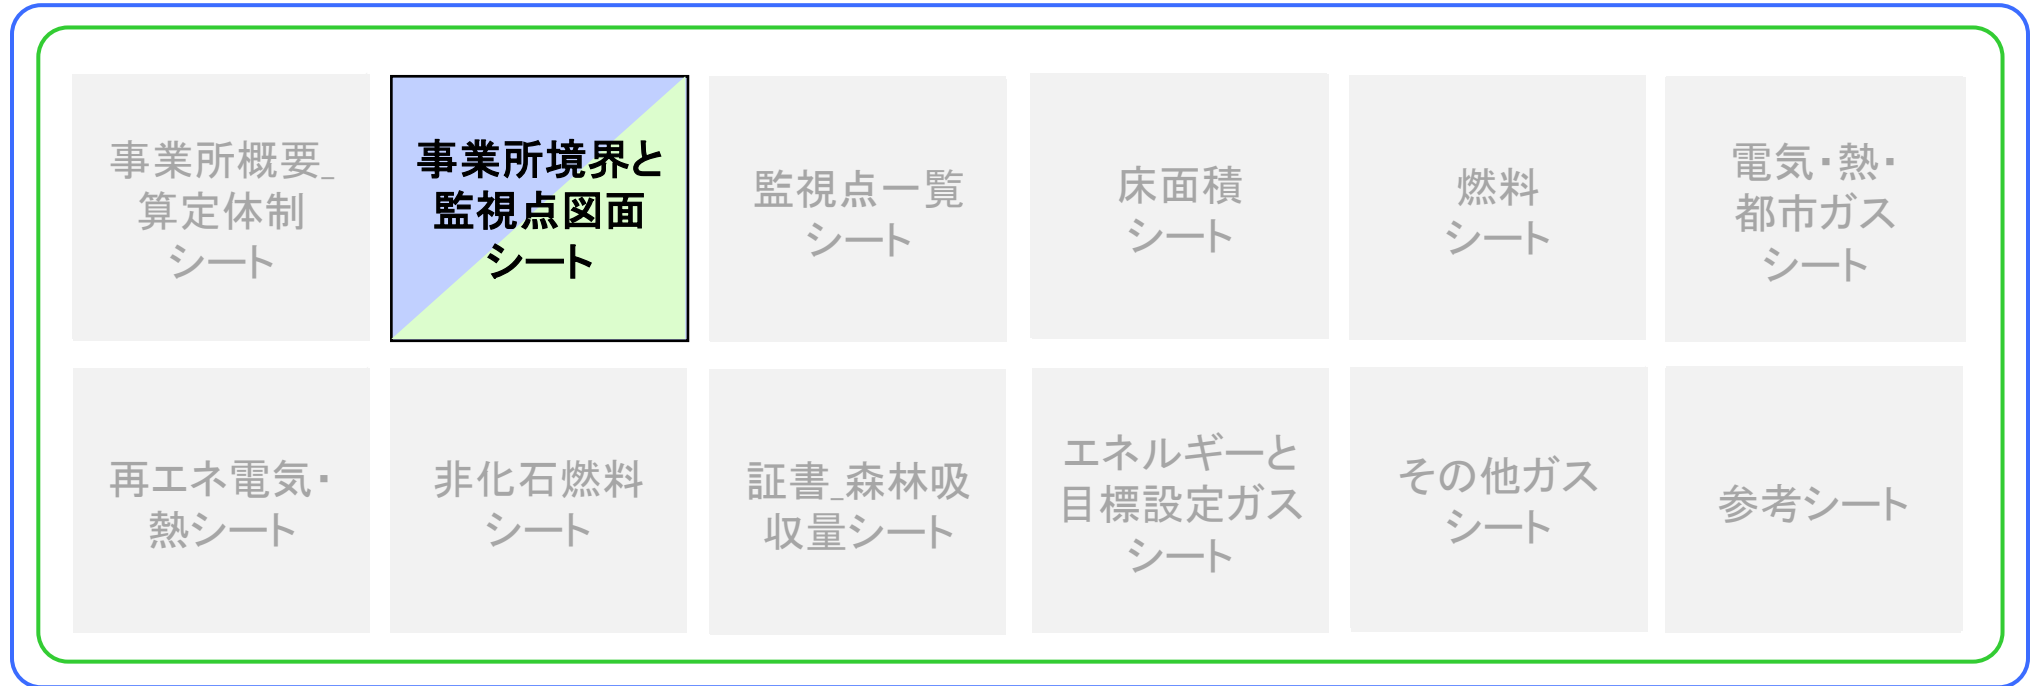 事業所概要_
算定体制
シート
事業所境界と
監視点図面
シート
監視点一覧
シート
床面積
シート
燃料
シート
電気・熱・
都市ガス
シート
再エネ電気・
熱シート
非化石燃料
シート
証書_森林吸
収量シート
エネルギーと
目標設定ガス
シート
その他ガス
シート
参考シート